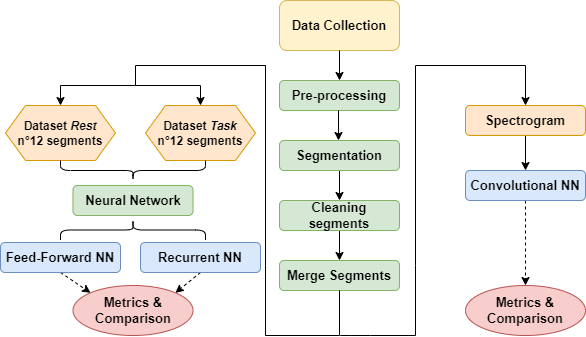 Data Collection
Pre-processing
Segmentation
Cleaning
segments
Merge Segments
Dataset Rest
n°12 segments
Dataset Task
n°12 segments
Neural Network
Feed-Forward NN
Recurrent NN
Metrics &
Comparison
Spectrogram
Convolutional NN
Metrics &
Comparison